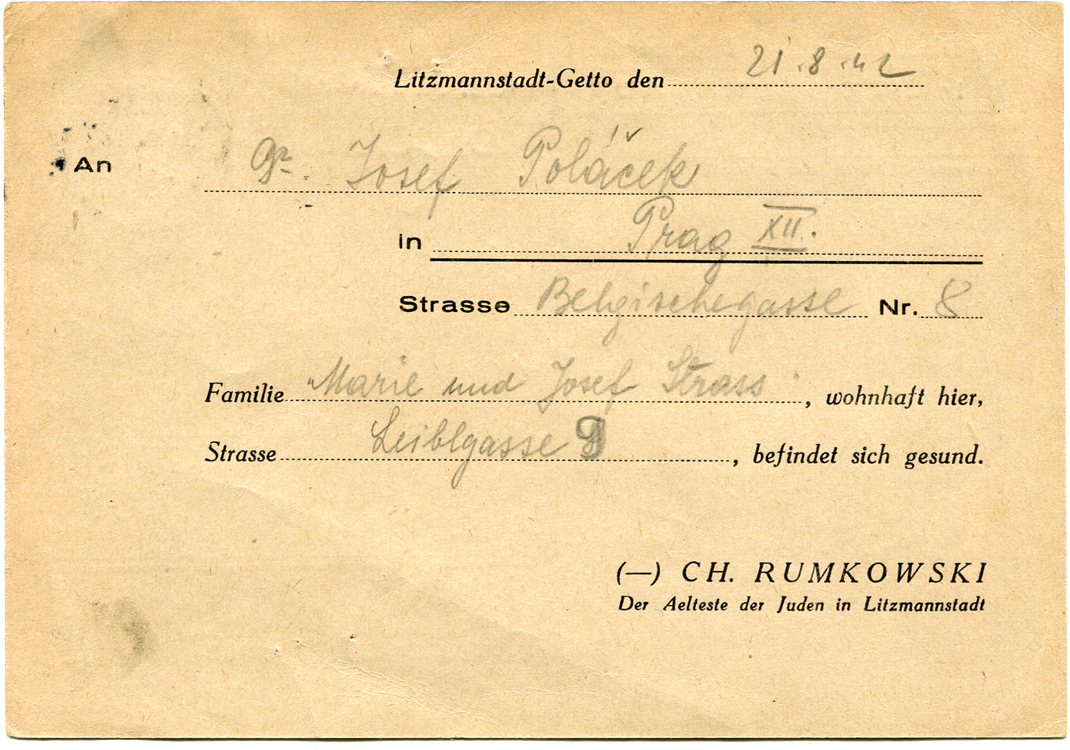 Litzmannstadt-Getto den 21.8.42
An Josef Poláček
in Prag XII.
Strasse Belgischegasse Nr. 8
Familie Marie und Josef Strass, wohnhaft hier,
Strasse Leiblgasse 9, befindet sich gesund.
(—) CH. RUMKOWSKI
Der Aelteste der Juden in Litzmannstadt